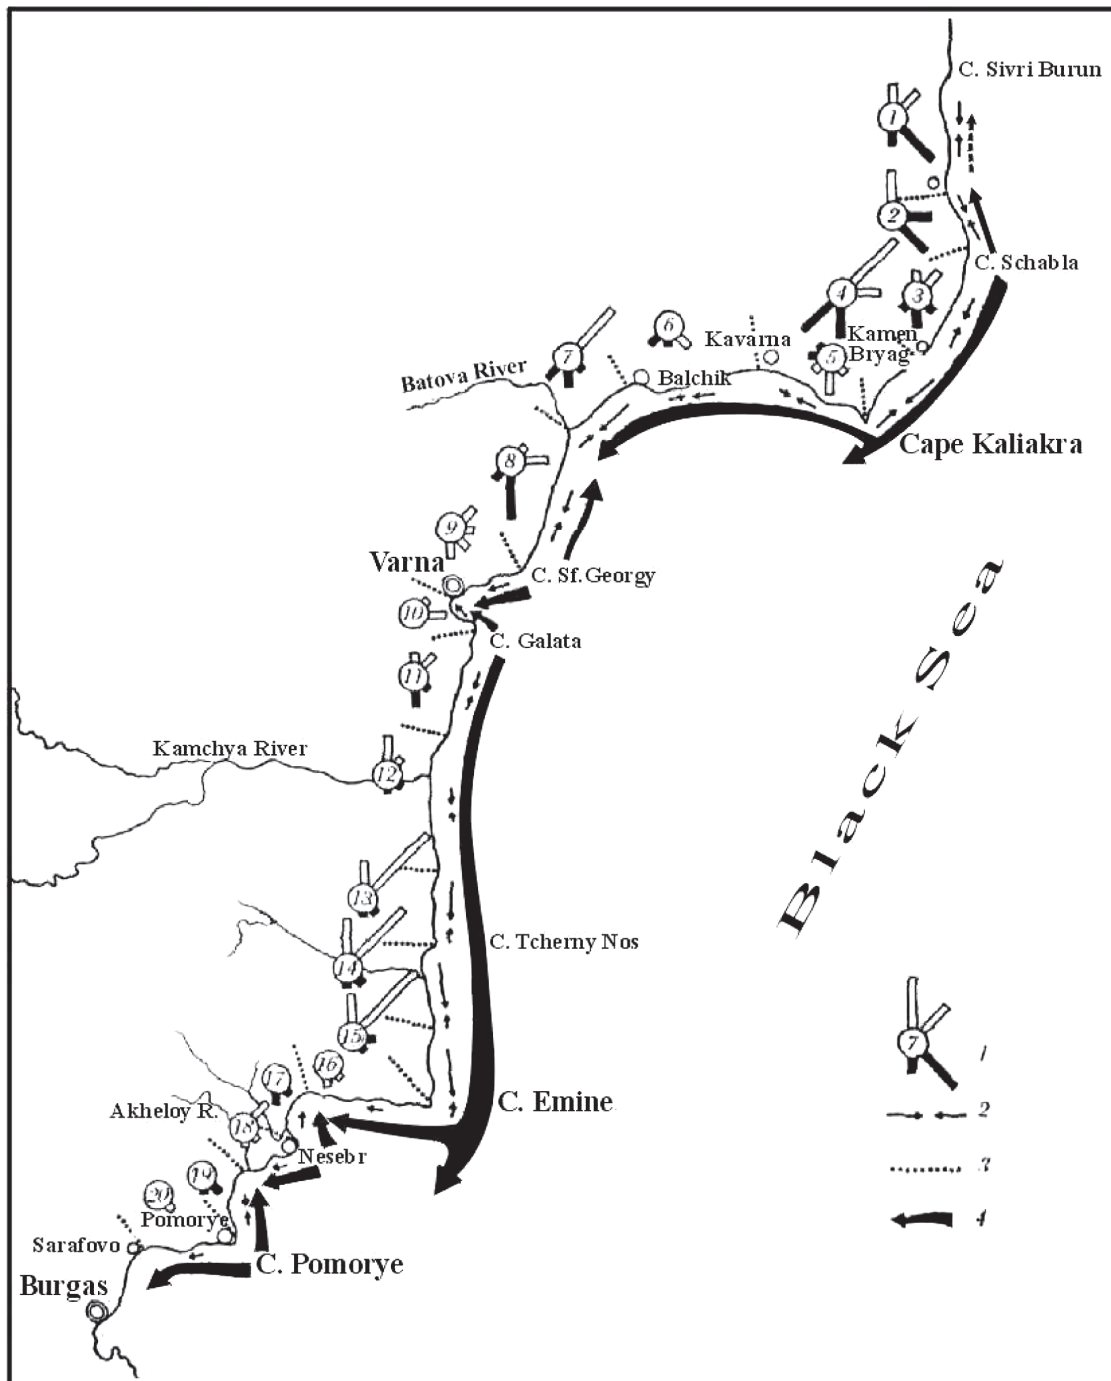 C. Sivri Burun
1
2
C. Schabla
3
4
Kamen
Bryag
5
6
Kavarna
7
Balchik
Batova River
Cape Kaliakra
8
9
Varna
C. Sf.Georgy
10
C. Galata
11
Kamchya River
12
Black Sea
13
C. Tcherny Nos
14
15
16
17
C. Emine
Akheloy R.
18
Nesebr
19
20
Pomorye
Sarafovo
C. Pomorye
Burgas
7
1
2
3
4